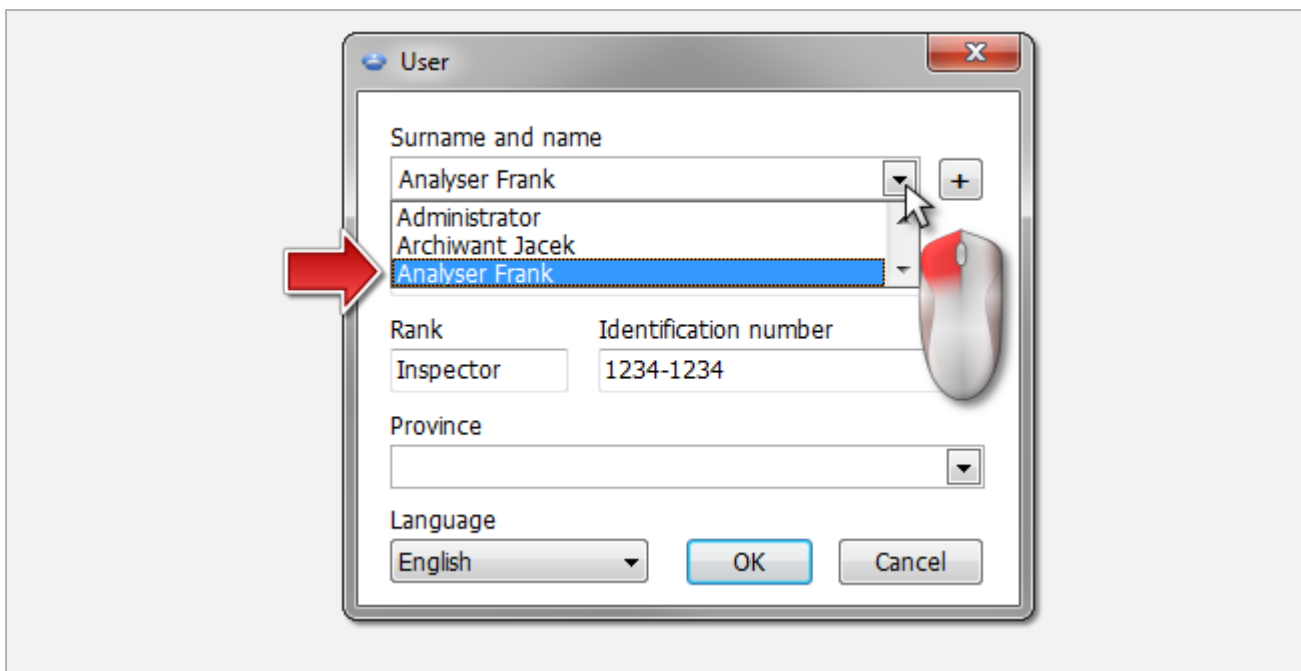 User
Surname and name
Analyser Frank
+
Administrator
Archiwant Jacek
Analyser Frank
Rank Identification number
Inspector 1234-1234
Province
Language
English OK Cancel